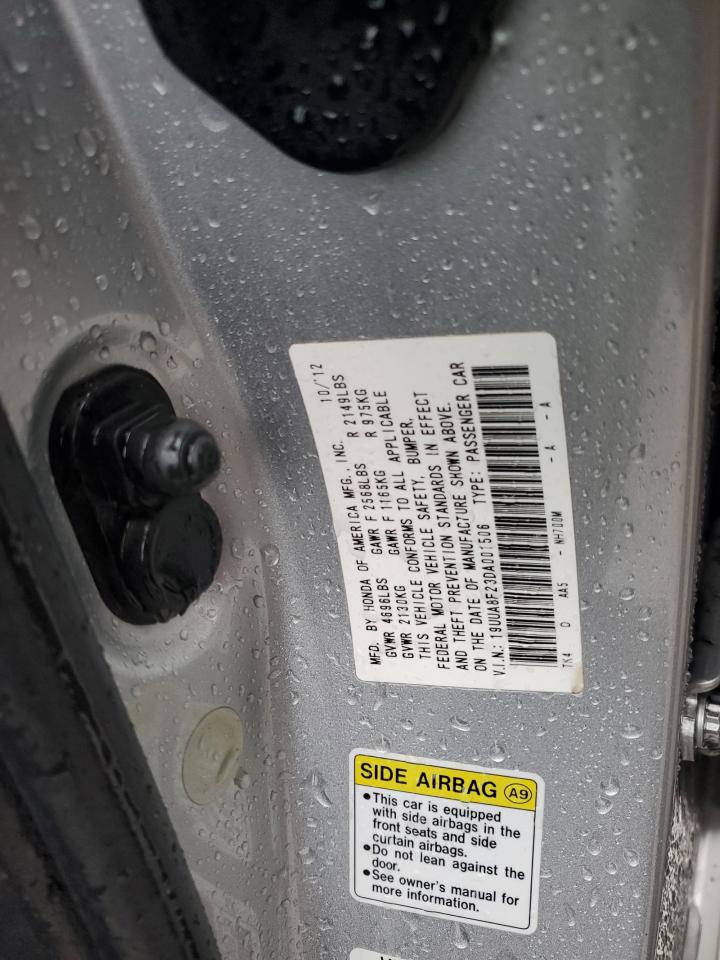 MFD. BY HONDA OF AMERICA MFG., INC. 10/'12
GVWR 4696LBS GAWR F 2568LBS R 2149LBS
GVWR 2130KG GAWR F 1165KG R 975KG
THIS VEHICLE CONFORMS TO ALL APPLICABLE
FEDERAL MOTOR VEHICLE SAFETY, BUMPER,
AND THEFT PREVENTION STANDARDS IN EFFECT
ON THE DATE OF MANUFACTURE SHOWN ABOVE.
V.I.N.: 19UUA8F23DA001506 TYPE: PASSENGER CAR
TK4 D AA5 - NH700M - A - A
SIDE AIRBAG A9
•This car is equipped
with side airbags in the
front seats and side
curtain airbags.
•Do not lean against the
door.
•See owner's manual for
more information.